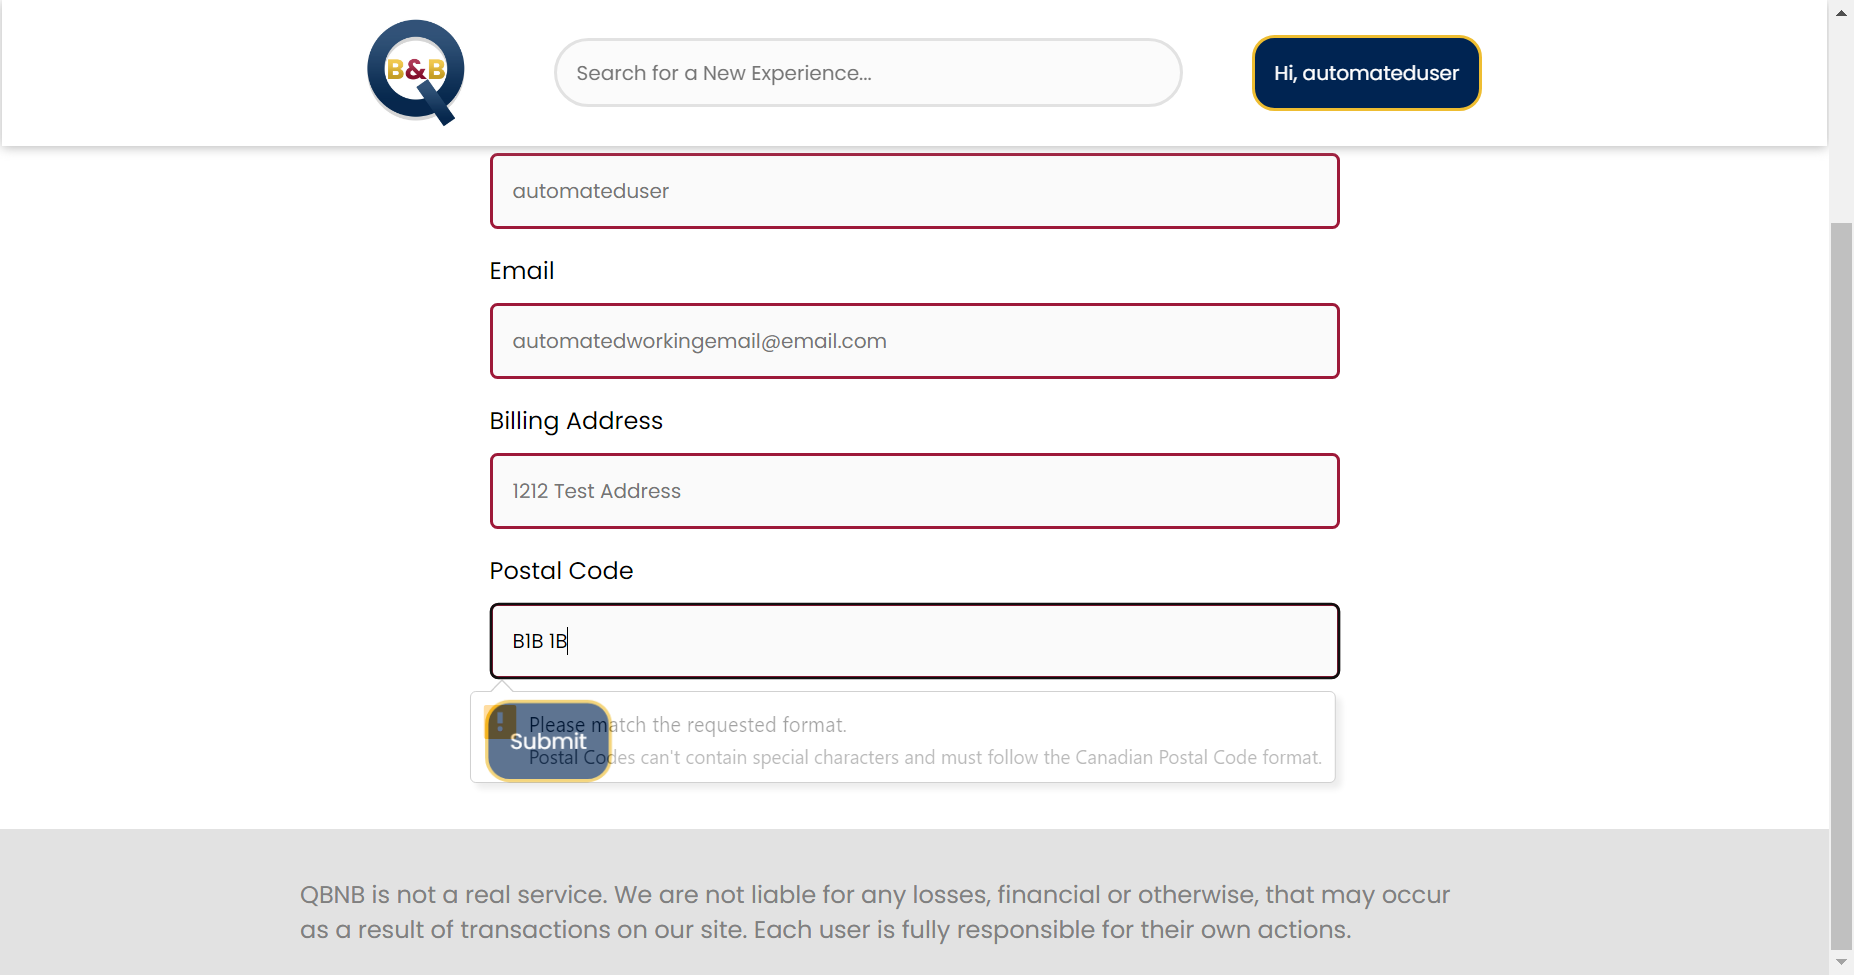 B&B
Search for a New Experience...
Hi, automateduser
automateduser
Email
automatedworkingemail@email.com
Billing Address
1212 Test Address
Postal Code
B1B 1B
!
Please match the requested format.
Submit
Postal Codes can't contain special characters and must follow the Canadian Postal Code format.
QBNB is not a real service. We are not liable for any losses, financial or otherwise, that may occur
as a result of transactions on our site. Each user is fully responsible for their own actions.